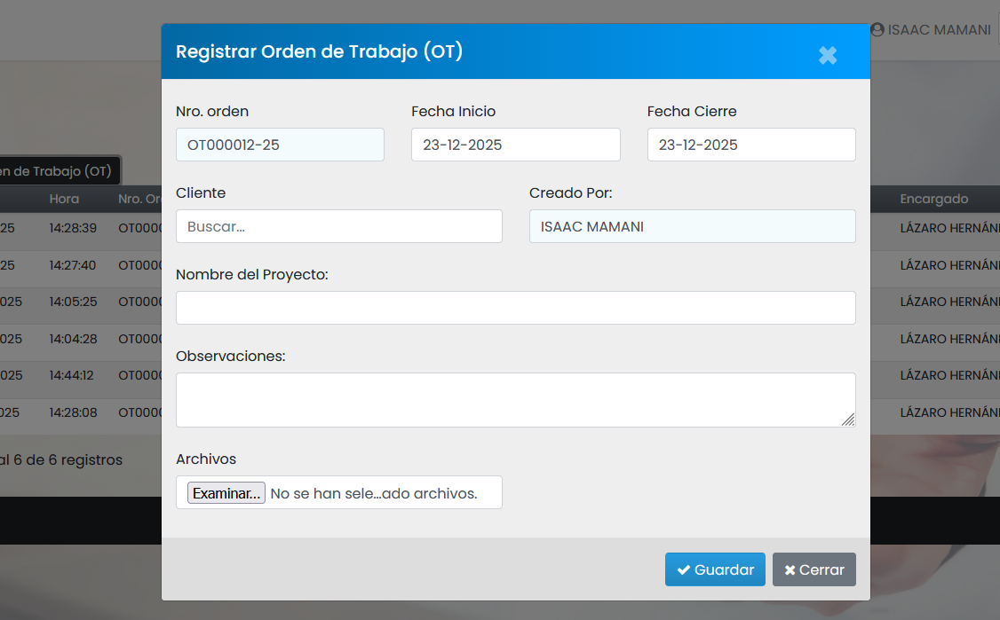 ISAAC MAMANI
Registrar Orden de Trabajo (OT)
Nro. orden Fecha Inicio Fecha Cierre
OT000012-25 23-12-2025 23-12-2025
Cliente Creado Por:
Buscar... ISAAC MAMANI
Nombre del Proyecto:
Observaciones:
Archivos
Examinar... No se han sele...ado archivos.
Guardar Cerrar
en de Trabajo (OT)
Hora Nro. Or Encargado
25 14:28:39 OT000 LÁZARO HERNÁN
25 14:27:40 OT000 LÁZARO HERNÁN
025 14:05:25 OT000 LÁZARO HERNÁN
025 14:04:28 OT000 LÁZARO HERNÁN
025 14:44:12 OT000 LÁZARO HERNÁN
025 14:28:08 OT000 LÁZARO HERNÁN
al 6 de 6 registros